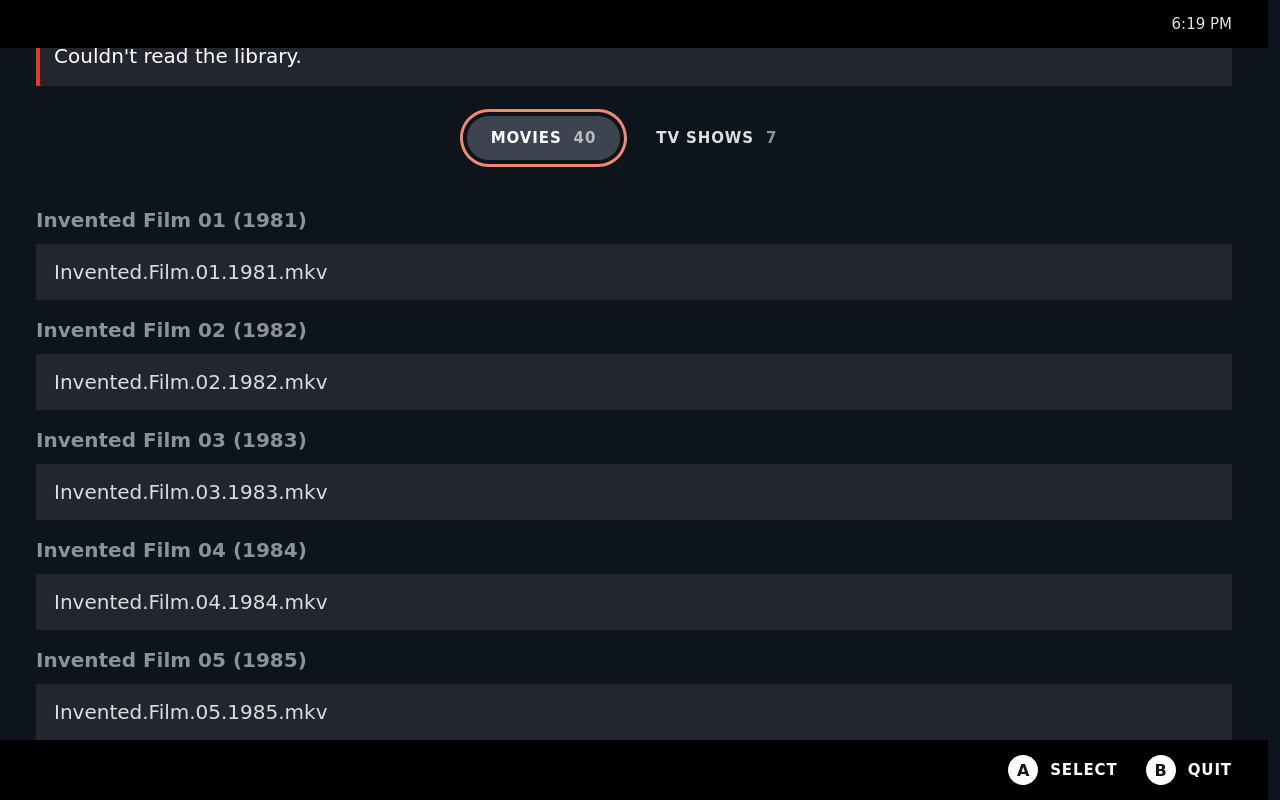 6:19 PM
Couldn't read the library.
MOVIES 40 TV SHOWS 7
Invented Film 01 (1981)
Invented.Film.01.1981.mkv
Invented Film 02 (1982)
Invented.Film.02.1982.mkv
Invented Film 03 (1983)
Invented.Film.03.1983.mkv
Invented Film 04 (1984)
Invented.Film.04.1984.mkv
Invented Film 05 (1985)
Invented.Film.05.1985.mkv
A SELECT B QUIT